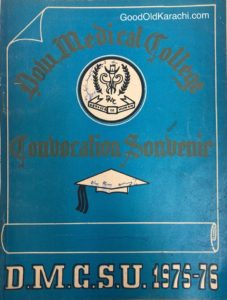 GoodOldKarachi.com
Dow Medical College
Convocation Souvenir
D.M.C.S.U. 1975-76